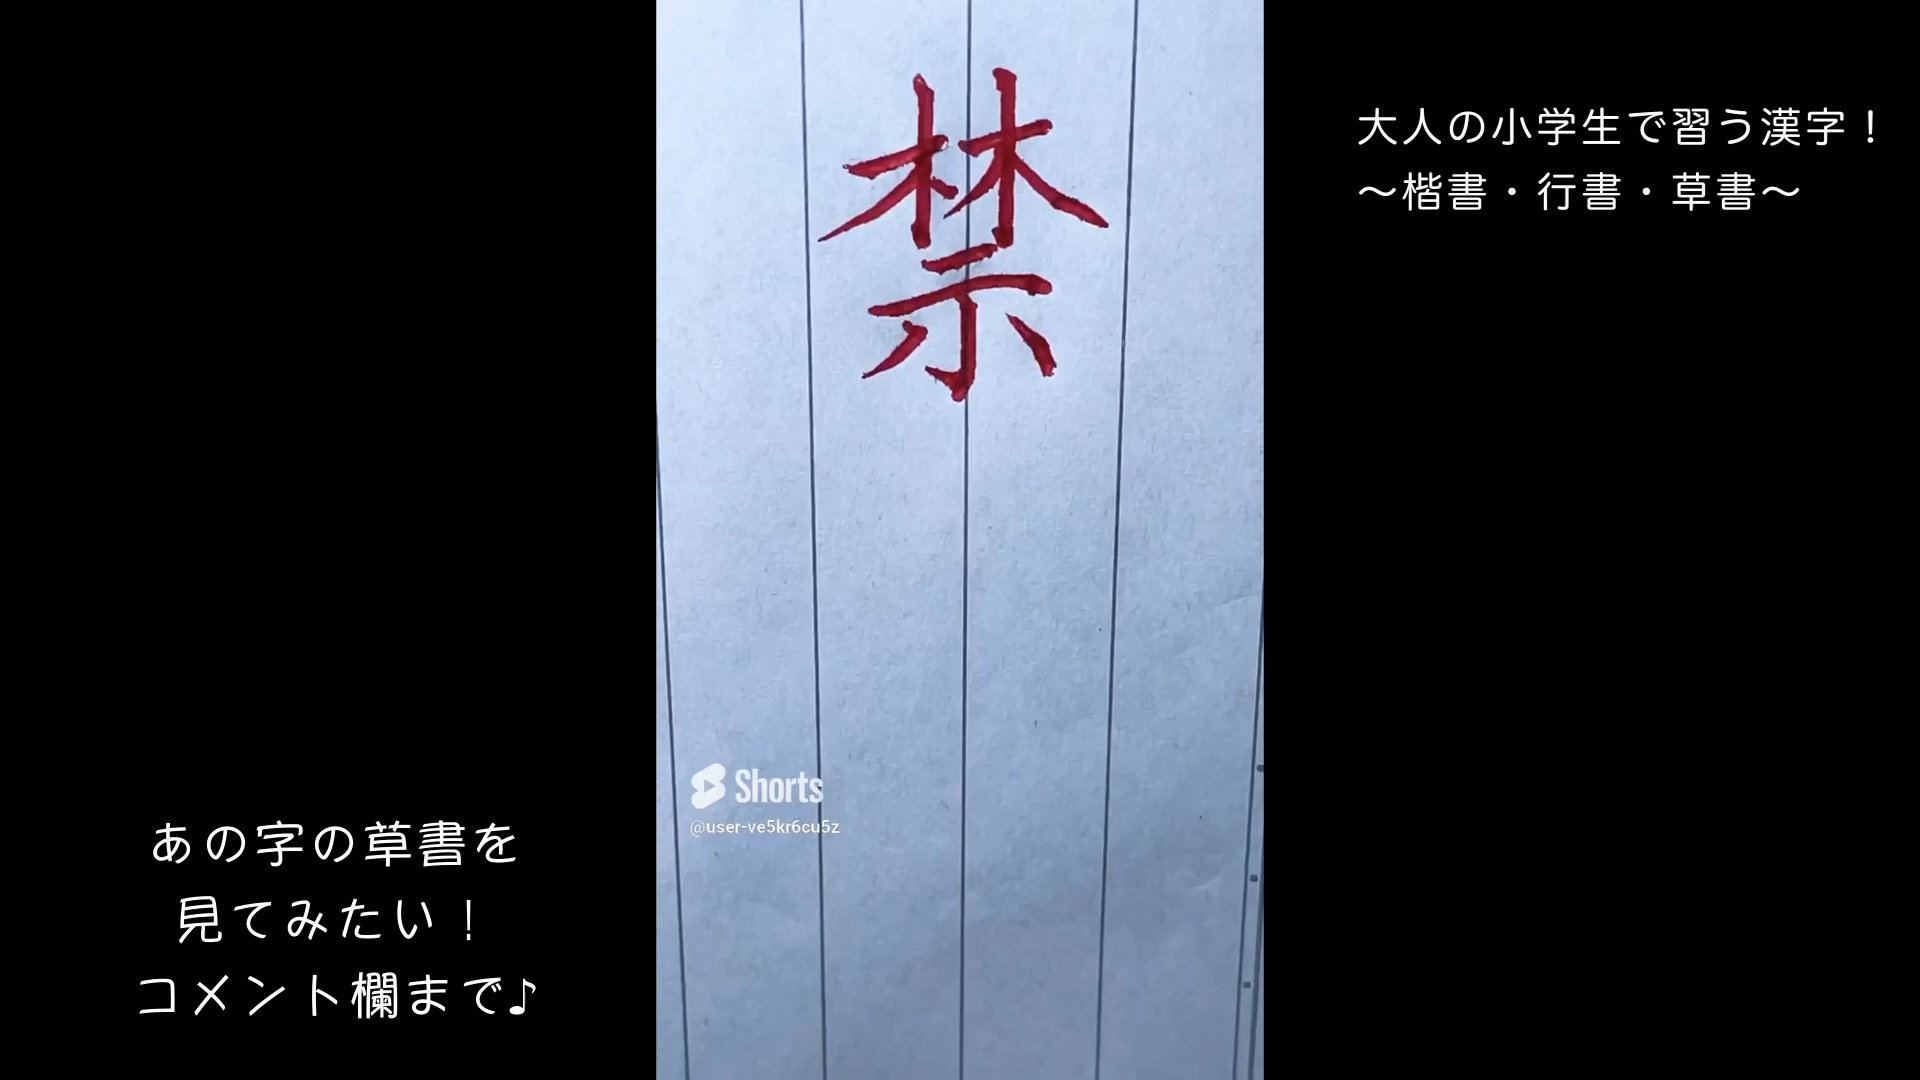 禁
大人の小学生で習う漢字！
～楷書・行書・草書～
Shorts
@user-ve5kr6cu5z
あの字の草書を
見てみたい！
コメント欄まで♪